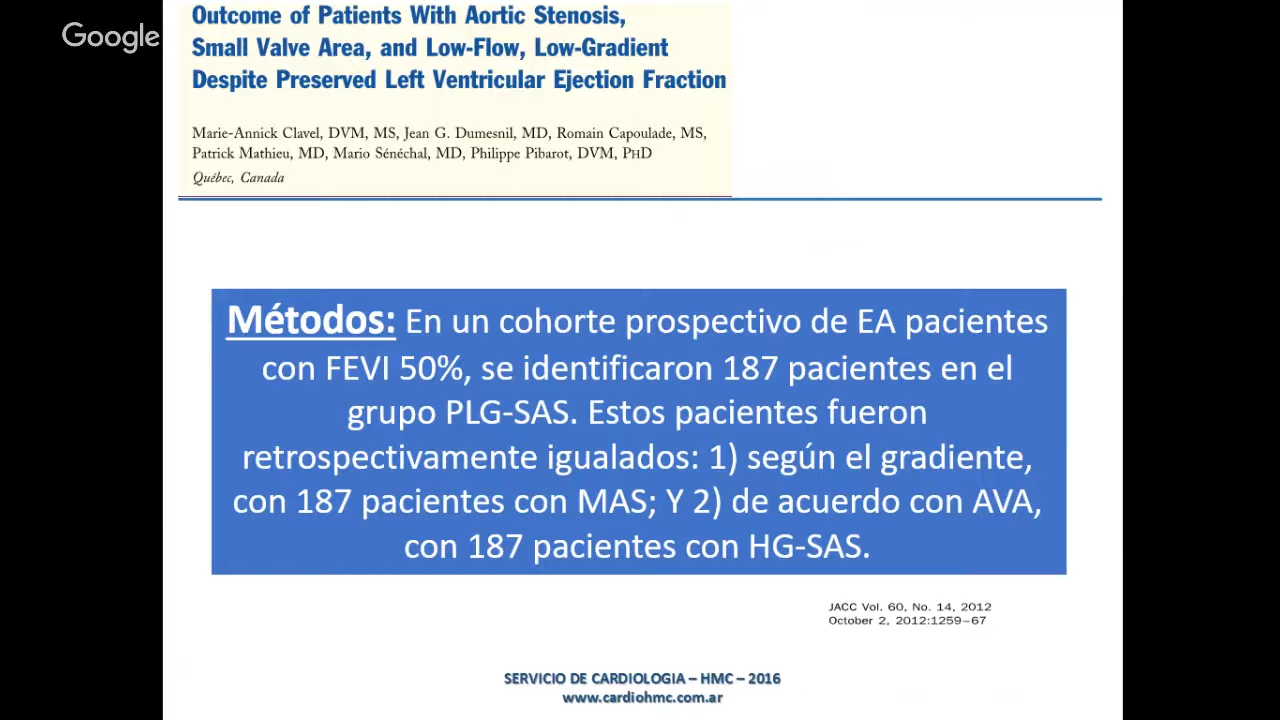 Google
Outcome of Patients With Aortic Stenosis,
Small Valve Area, and Low-Flow, Low-Gradient
Despite Preserved Left Ventricular Ejection Fraction
Marie-Annick Clavel, DVM, MS, Jean G. Dumesnil, MD, Romain Capoulade, MS,
Patrick Mathieu, MD, Mario Sénéchal, MD, Philippe Pibarot, DVM, PHD
Québec, Canada
Métodos: En un cohorte prospectivo de EA pacientes
con FEVI 50%, se identificaron 187 pacientes en el
grupo PLG-SAS. Estos pacientes fueron
retrospectivamente igualados: 1) según el gradiente,
con 187 pacientes con MAS; Y 2) de acuerdo con AVA,
con 187 pacientes con HG-SAS.
JACC Vol. 60, No. 14, 2012
October 2, 2012:1259–67
SERVICIO DE CARDIOLOGIA – HMC – 2016
www.cardiohmc.com.ar